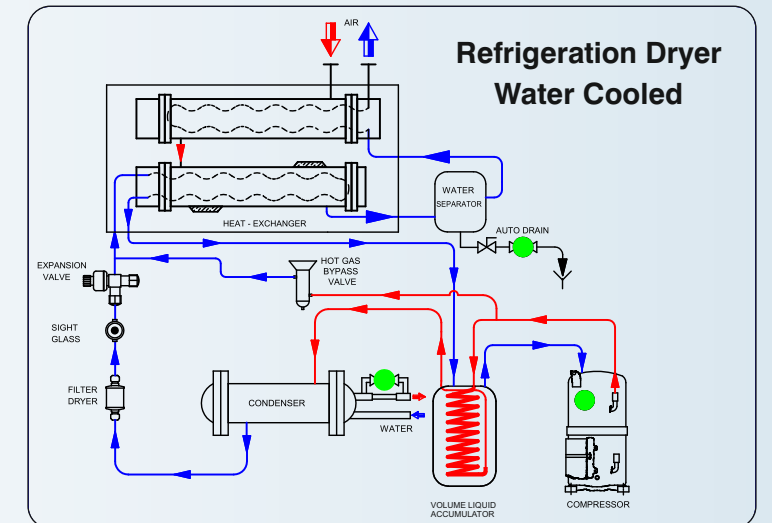 AIR
Refrigeration Dryer
Water Cooled
WATER
SEPARATOR
HEAT - EXCHANGER
AUTO DRAIN
EXPANSION
VALVE
HOT GAS
BYPASS
VALVE
SIGHT
GLASS
FILTER
DRYER
CONDENSER
WATER
VOLUME LIQUID
ACCUMULATOR
COMPRESSOR